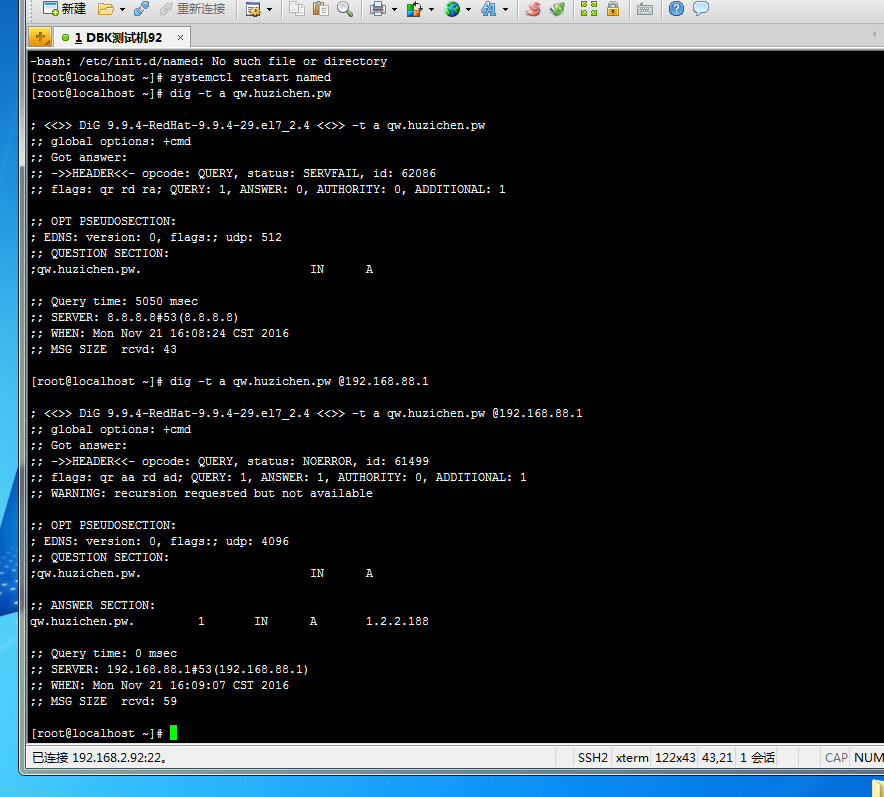 新建
重新连接
1 DBK测试机92 ×
-bash: /etc/init.d/named: No such file or directory
[root@localhost ~]# systemctl restart named
[root@localhost ~]# dig -t a qw.huzichen.pw
; <<>> DiG 9.9.4-RedHat-9.9.4-29.el7_2.4 <<>> -t a qw.huzichen.pw
;; global options: +cmd
;; Got answer:
;; ->>HEADER<<- opcode: QUERY, status: SERVFAIL, id: 62086
;; flags: qr rd ra; QUERY: 1, ANSWER: 0, AUTHORITY: 0, ADDITIONAL: 1
;; OPT PSEUDOSECTION:
; EDNS: version: 0, flags:; udp: 512
;; QUESTION SECTION:
;qw.huzichen.pw. IN A
;; Query time: 5050 msec
;; SERVER: 8.8.8.8#53(8.8.8.8)
;; WHEN: Mon Nov 21 16:08:24 CST 2016
;; MSG SIZE rcvd: 43
[root@localhost ~]# dig -t a qw.huzichen.pw @192.168.88.1
; <<>> DiG 9.9.4-RedHat-9.9.4-29.el7_2.4 <<>> -t a qw.huzichen.pw @192.168.88.1
;; global options: +cmd
;; Got answer:
;; ->>HEADER<<- opcode: QUERY, status: NOERROR, id: 61499
;; flags: qr aa rd ad; QUERY: 1, ANSWER: 1, AUTHORITY: 0, ADDITIONAL: 1
;; WARNING: recursion requested but not available
;; OPT PSEUDOSECTION:
; EDNS: version: 0, flags:; udp: 4096
;; QUESTION SECTION:
;qw.huzichen.pw. IN A
;; ANSWER SECTION:
qw.huzichen.pw. 1 IN A 1.2.2.188
;; Query time: 0 msec
;; SERVER: 192.168.88.1#53(192.168.88.1)
;; WHEN: Mon Nov 21 16:09:07 CST 2016
;; MSG SIZE rcvd: 59
[root@localhost ~]#
已连接 192.168.2.92:22。 SSH2 xterm 122x43 43,21 1 会话 CAP NUM